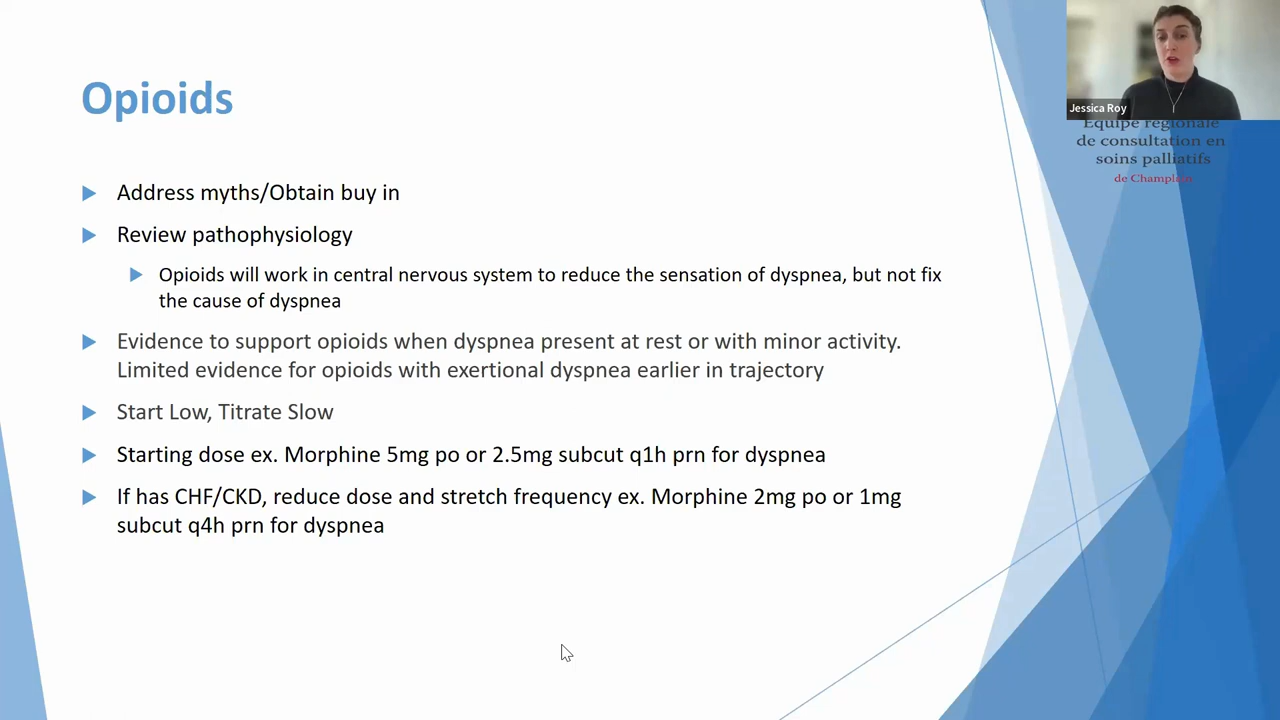 Opioids
Address myths/Obtain buy in
Review pathophysiology
Opioids will work in central nervous system to reduce the sensation of dyspnea, but not fix
the cause of dyspnea
Evidence to support opioids when dyspnea present at rest or with minor activity.
Limited evidence for opioids with exertional dyspnea earlier in trajectory
Start Low, Titrate Slow
Starting dose ex. Morphine 5mg po or 2.5mg subcut q1h prn for dyspnea
If has CHF/CKD, reduce dose and stretch frequency ex. Morphine 2mg po or 1mg
subcut q4h prn for dyspnea
Jessica Roy
Équipe régionale
de consultation en
soins palliatifs
de Champlain